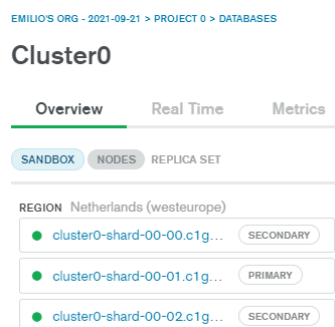 EMILIO'S ORG - 2021-09-21 > PROJECT 0 > DATABASES
Cluster0
Overview Real Time Metrics
SANDBOX NODES REPLICA SET
REGION Netherlands (westeurope)
cluster0-shard-00-00.c1g... SECONDARY
cluster0-shard-00-01.c1g... PRIMARY
cluster0-shard-00-02.c1g... SECONDARY